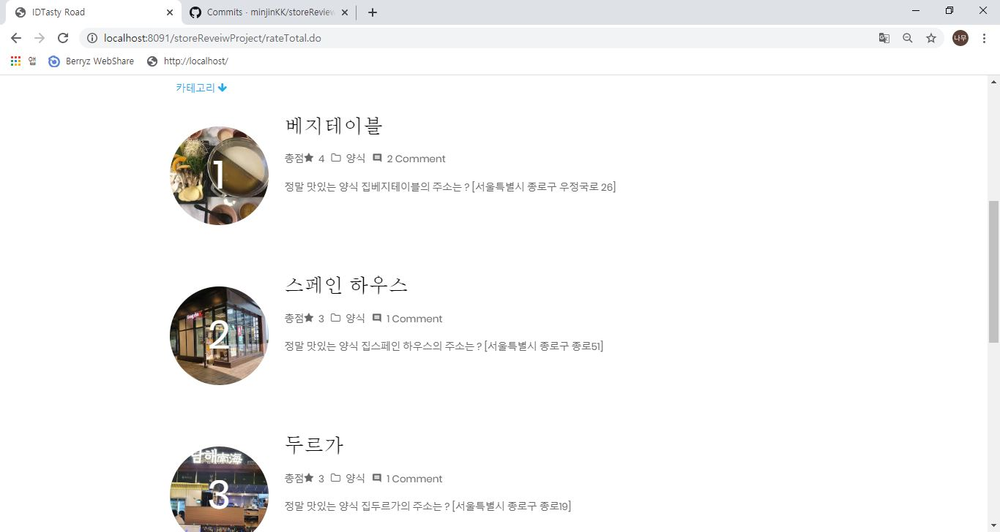 IDTasty Road
Commits · minjinKK/storeReview
localhost:8091/storeReveiwProject/rateTotal.do
나무
앱
Berryz WebShare
http://localhost/
카테고리
베지테이블
1
총점 4 양식 2 Comment
정말 맛있는 양식 집베지테이블의 주소는 ? [서울특별시 종로구 우정국로 26]
스페인 하우스
2
총점 3 양식 1 Comment
정말 맛있는 양식 집스페인 하우스의 주소는 ? [서울특별시 종로구 종로51]
두르가
남해南海
3
총점 3 양식 1 Comment
정말 맛있는 양식 집두르가의 주소는 ? [서울특별시 종로구 종로19]